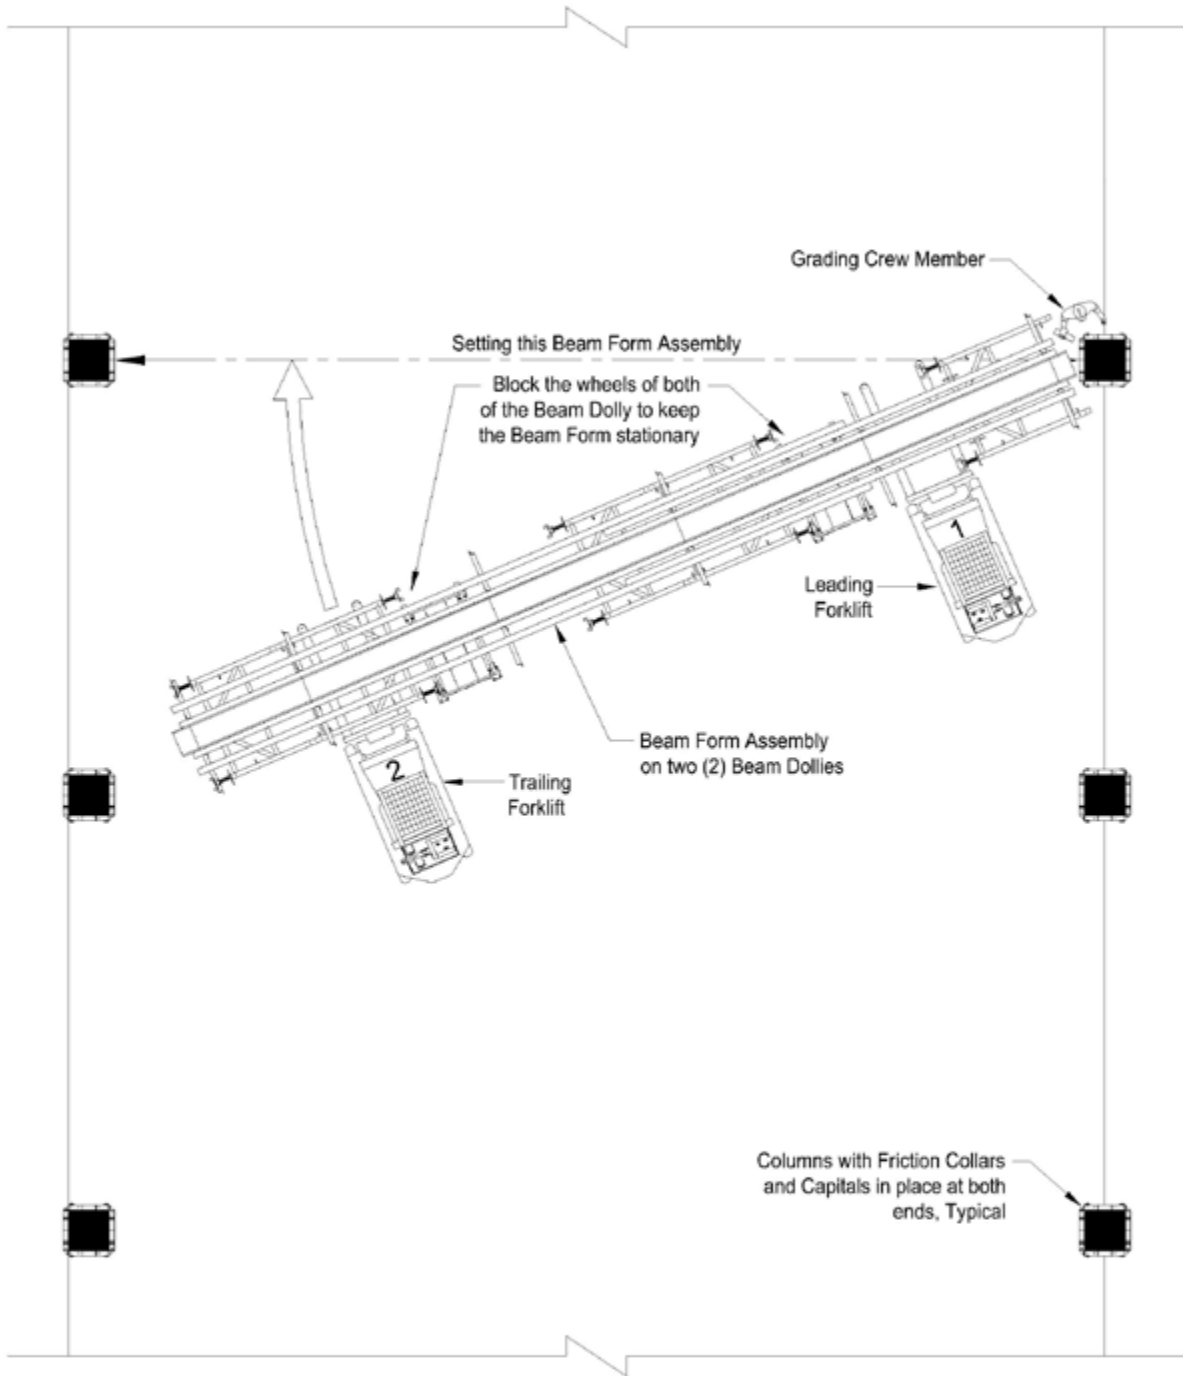 Grading Crew Member
Setting this Beam Form Assembly
Block the wheels of both
of the Beam Dolly to keep
the Beam Form stationary
1
Leading
Forklift
Beam Form Assembly
on two (2) Beam Dollies
2
Trailing
Forklift
Columns with Friction Collars
and Capitals in place at both
ends, Typical